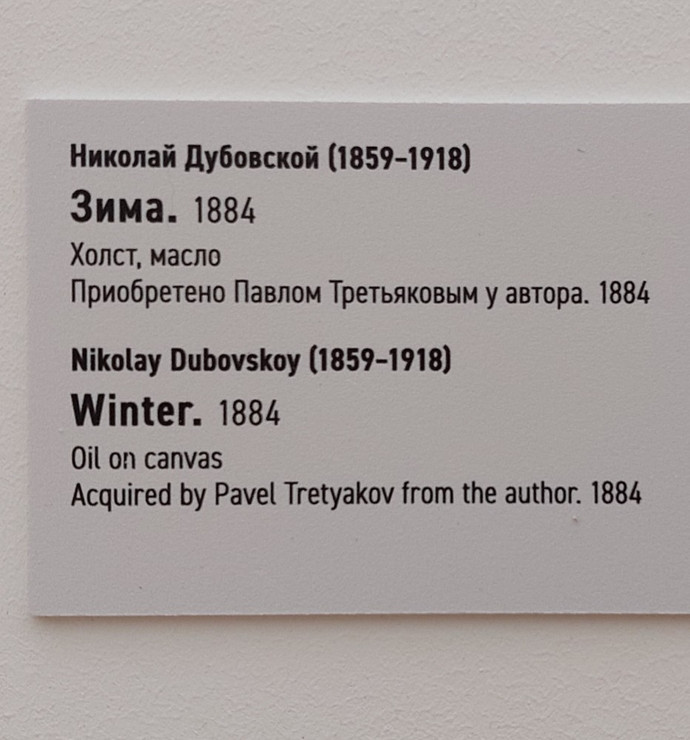 Николай Дубовской (1859–1918)
Зима. 1884
Холст, масло
Приобретено Павлом Третьяковым у автора. 1884
Nikolay Dubovskoy (1859–1918)
Winter. 1884
Oil on canvas
Acquired by Pavel Tretyakov from the author. 1884